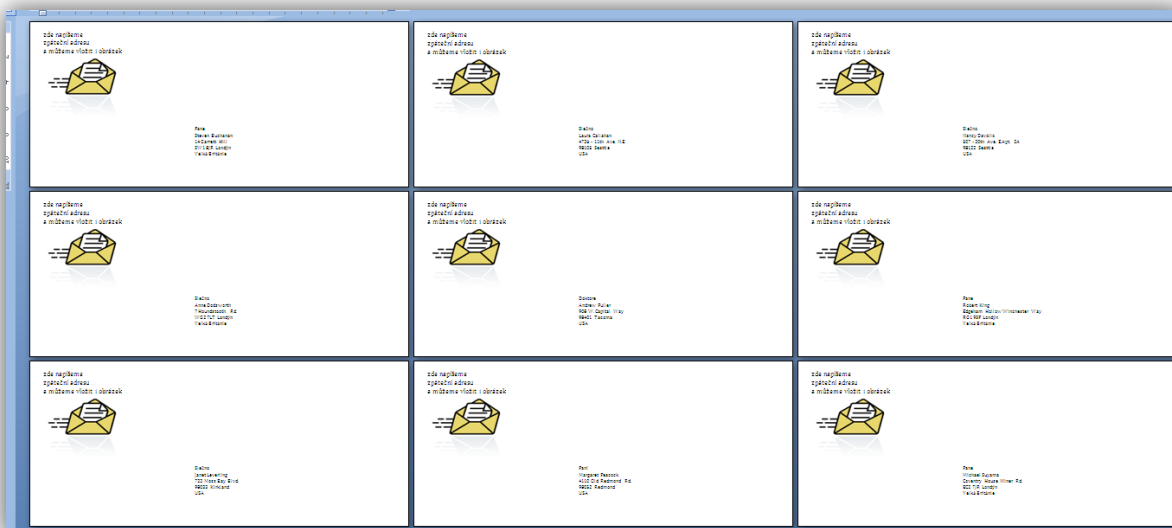 zde napíšeme
zpáteční adresu
a můžeme vložit i obrázek
Pane
Steven Buchanan
14 Garrett Hill
SW1 8JR Londýn
Velká Británie
zde napíšeme
zpáteční adresu
a můžeme vložit i obrázek
Slečno
Laura Callahan
4726 - 11th Ave. N.E.
98105 Seattle
USA
zde napíšeme
zpáteční adresu
a můžeme vložit i obrázek
Slečno
Nancy Davolio
507 - 20th Ave. E.Apt. 2A
98122 Seattle
USA
zde napíšeme
zpáteční adresu
a můžeme vložit i obrázek
Slečno
Anne Dodsworth
7 Houndstooth Rd.
WG2 7LT Londýn
Velká Británie
zde napíšeme
zpáteční adresu
a můžeme vložit i obrázek
Doktore
Andrew Fuller
908 W. Capital Way
98401 Tacoma
USA
zde napíšeme
zpáteční adresu
a můžeme vložit i obrázek
Pane
Robert King
Edgeham Hollow Winchester Way
RG1 9SP Londýn
Velká Británie
zde napíšeme
zpáteční adresu
a můžeme vložit i obrázek
Slečno
Janet Leverling
722 Moss Bay Blvd.
98033 Kirkland
USA
zde napíšeme
zpáteční adresu
a můžeme vložit i obrázek
Paní
Margaret Peacock
4110 Old Redmond Rd.
98052 Redmond
USA
zde napíšeme
zpáteční adresu
a můžeme vložit i obrázek
Pane
Michael Suyama
Coventry House Miner Rd.
EC2 7JR Londýn
Velká Británie